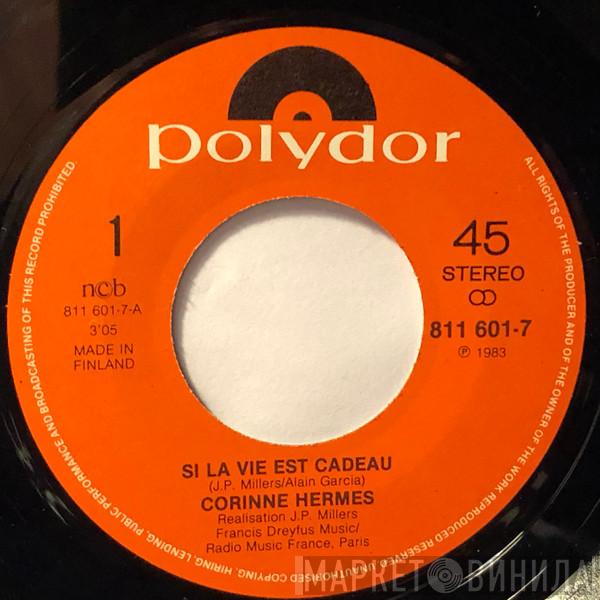 polydor
1
ncb
811 601-7-A
3'05
MADE IN
FINLAND
45
STEREO
811 601-7
℗ 1983
SI LA VIE EST CADEAU
(J.P. Millers/Alain Garcia)
CORINNE HERMES
Realisation J.P. Millers
Francis Dreyfus Music/
Radio Music France, Paris
ALL RIGHTS OF THE PRODUCER AND OF THE OWNER OF THE WORK REPRODUCED RESERVED. UNAUTHORISED COPYING, HIRING, LENDING, PUBLIC PERFORMANCE AND BROADCASTING OF THIS RECORD PROHIBITED.
МАРКЕТ ВИНИЛА